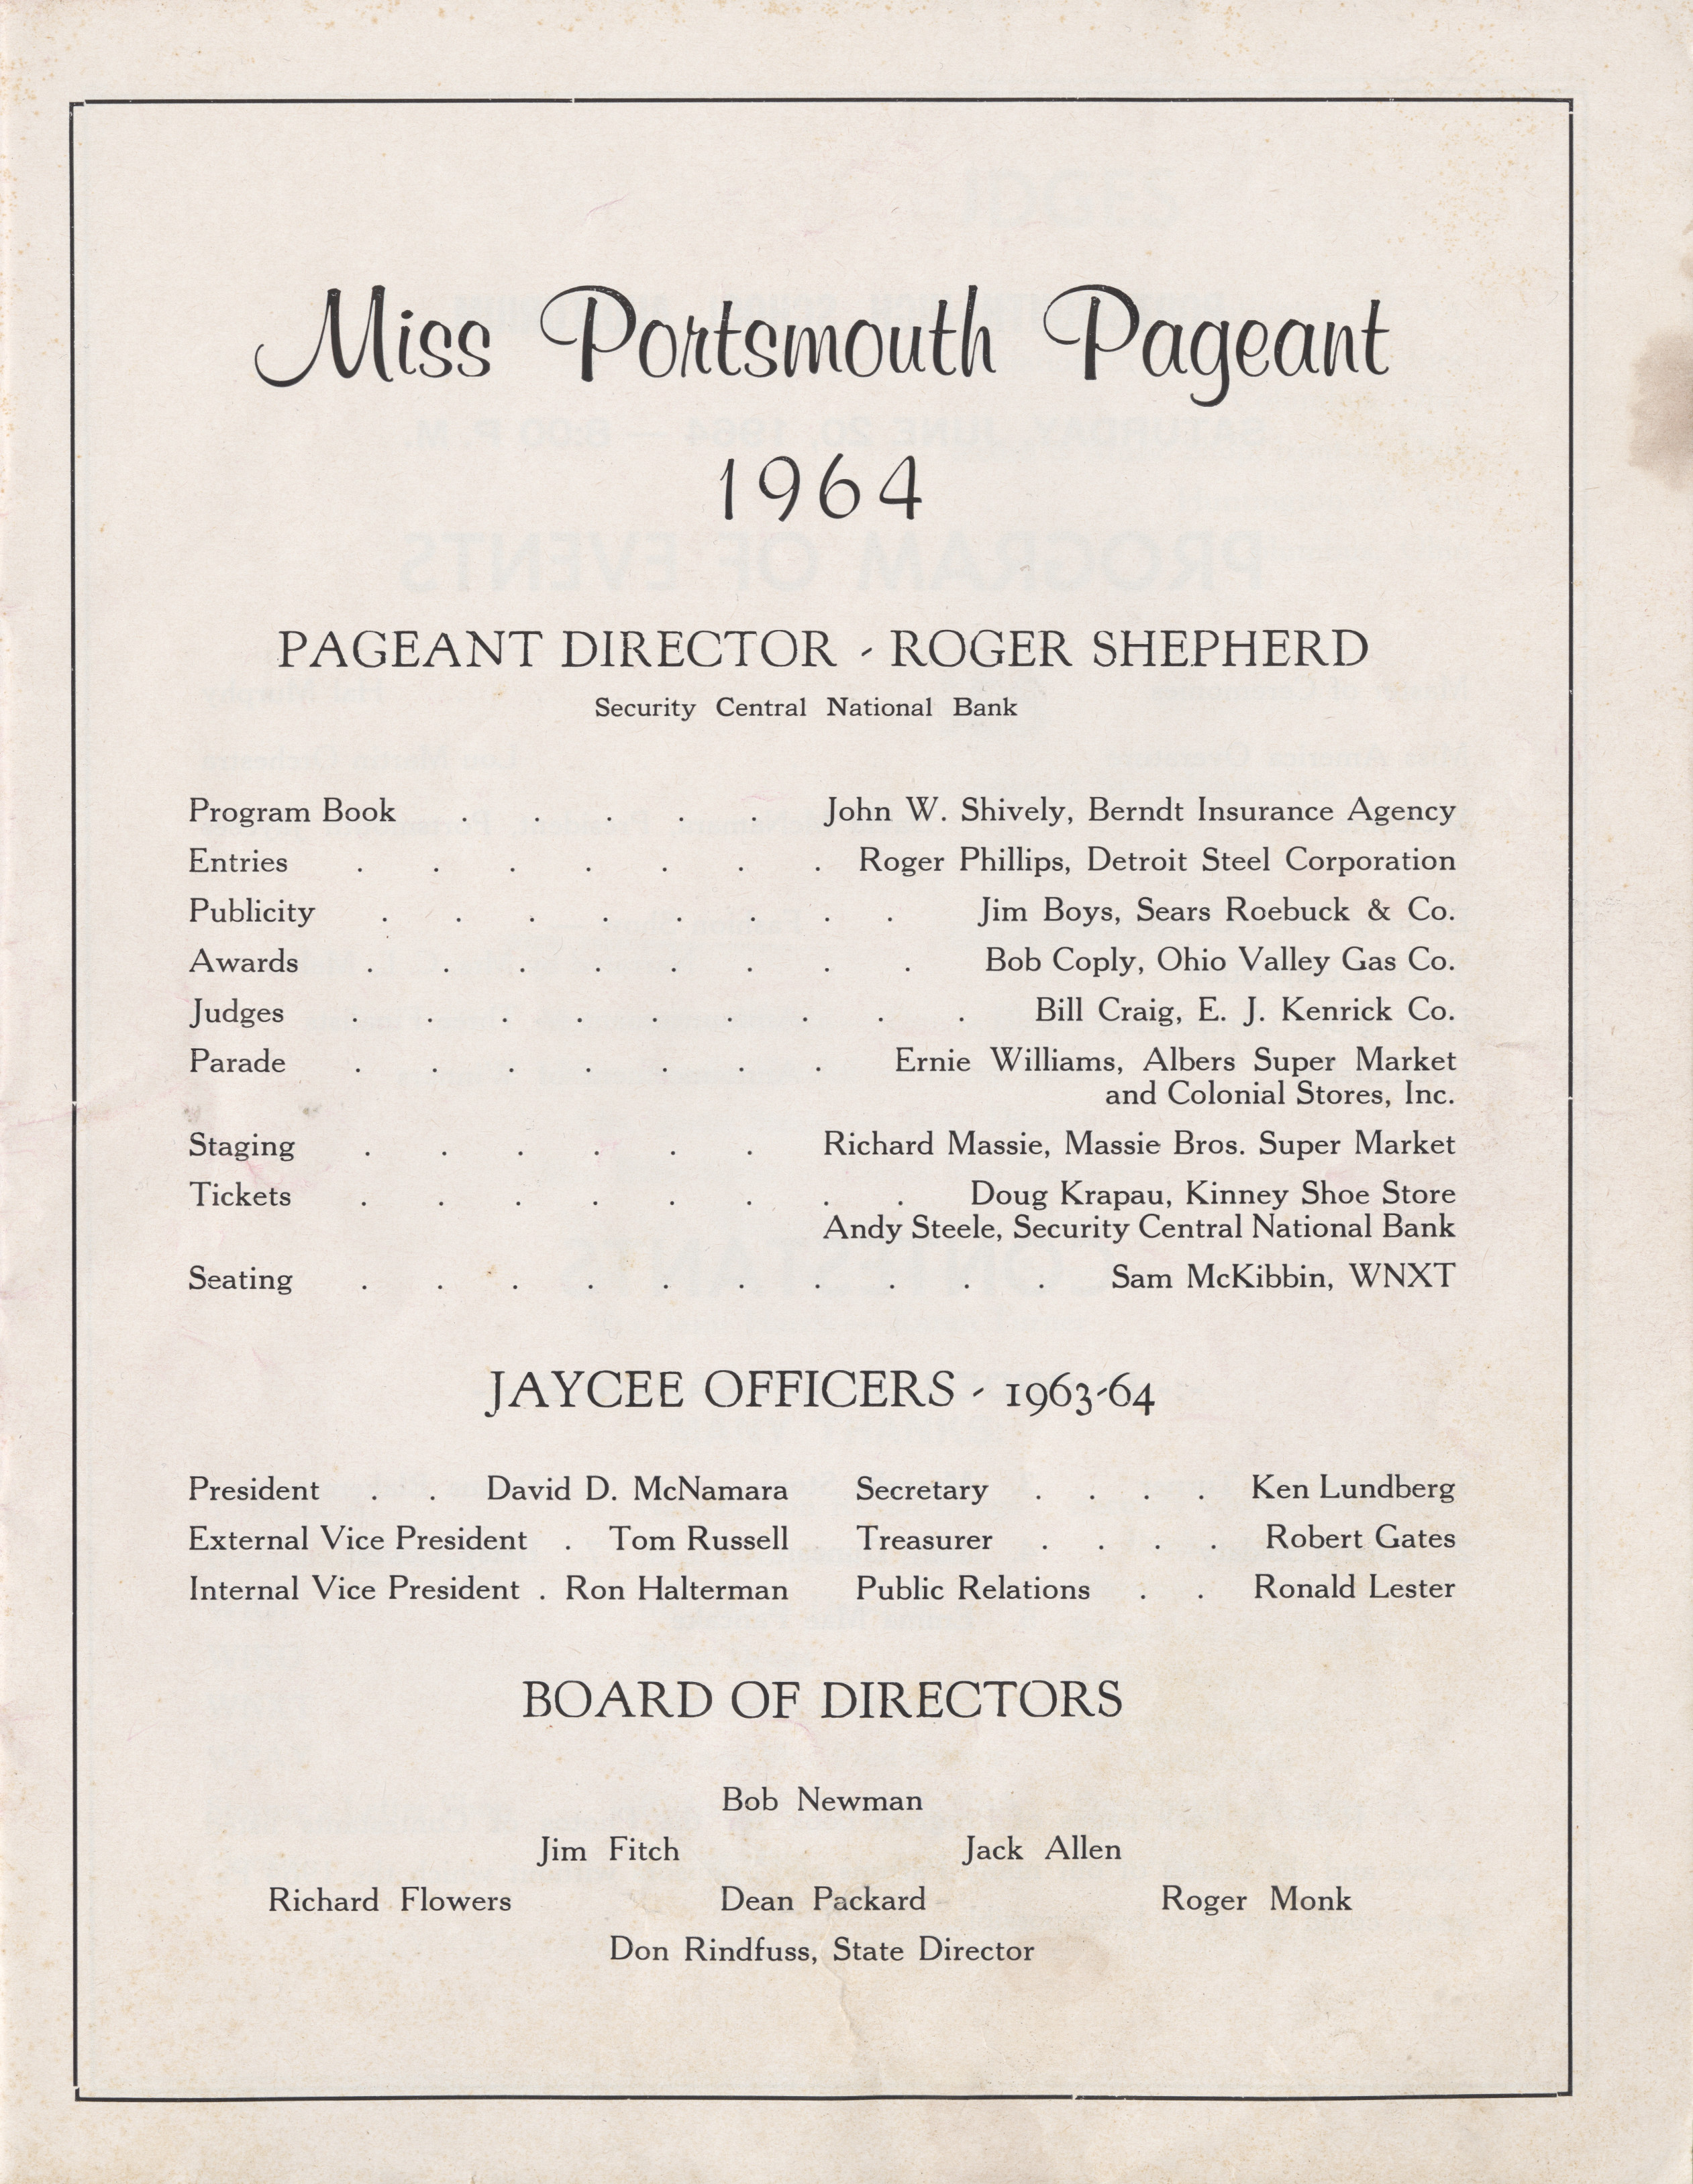 Miss Portsmouth Pageant
1964
PAGEANT DIRECTOR - ROGER SHEPHERD
Security Central National Bank
Program Book . . . . . John W. Shively, Berndt Insurance Agency
Entries . . . . . . . Roger Phillips, Detroit Steel Corporation
Publicity . . . . . . . . Jim Boys, Sears Roebuck & Co.
Awards . . . . . . . . Bob Coply, Ohio Valley Gas Co.
Judges . . . . . . . . . Bill Craig, E. J. Kenrick Co.
Parade . . . . . . . Ernie Williams, Albers Super Market
and Colonial Stores, Inc.
Staging . . . . . . Richard Massie, Massie Bros. Super Market
Tickets . . . . . . . . Doug Krapau, Kinney Shoe Store
Andy Steele, Security Central National Bank
Seating . . . . . . . . . . Sam McKibbin, WNXT
JAYCEE OFFICERS - 1963-64
President . . David D. McNamara Secretary . . . . Ken Lundberg
External Vice President . Tom Russell Treasurer . . . . Robert Gates
Internal Vice President . Ron Halterman Public Relations . . Ronald Lester
BOARD OF DIRECTORS
Bob Newman
Jim Fitch Jack Allen
Richard Flowers Dean Packard Roger Monk
Don Rindfuss, State Director